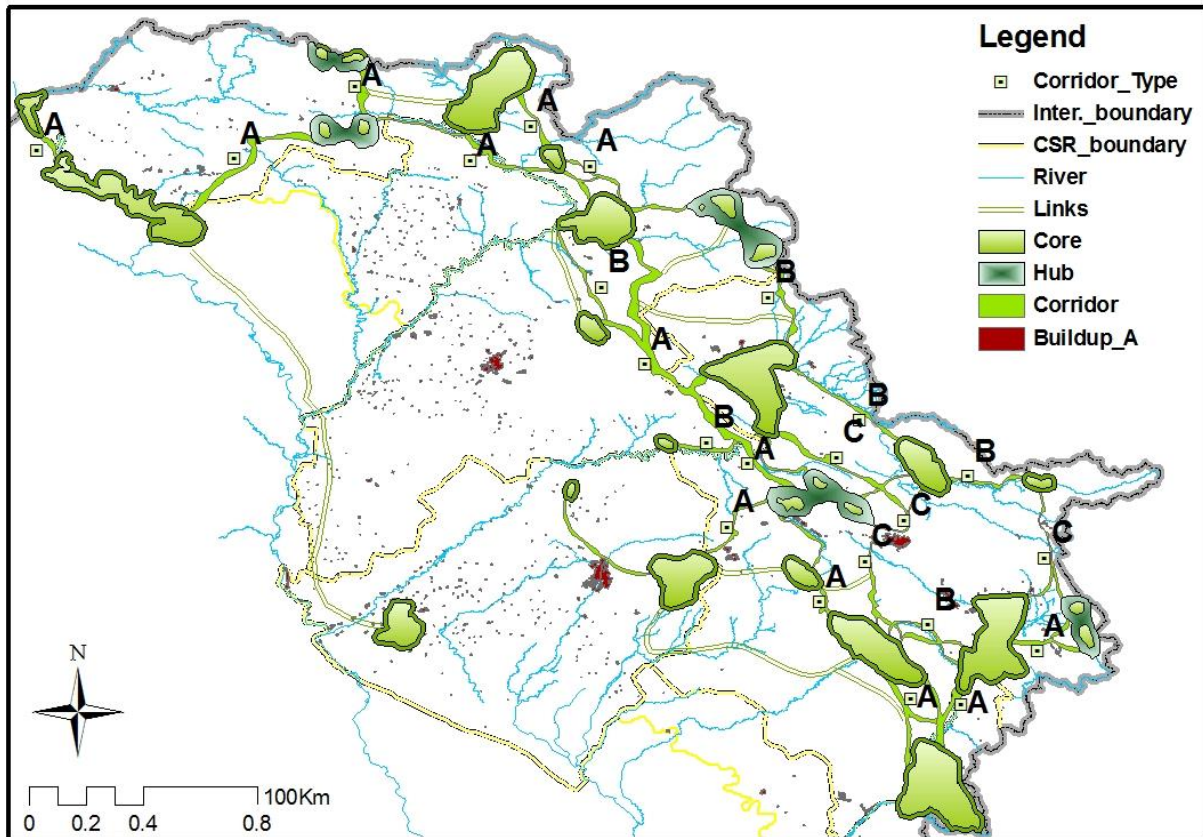 Legend
Corridor_Type
Inter._boundary
CSR_boundary
River
Links
Core
Hub
Corridor
Buildup_A
A
A
A
A
A
A
B
B
A
B
B
C
B
A
A
C
C
C
A
B
A
A
A
N
100Km
0 0.2 0.4 0.8